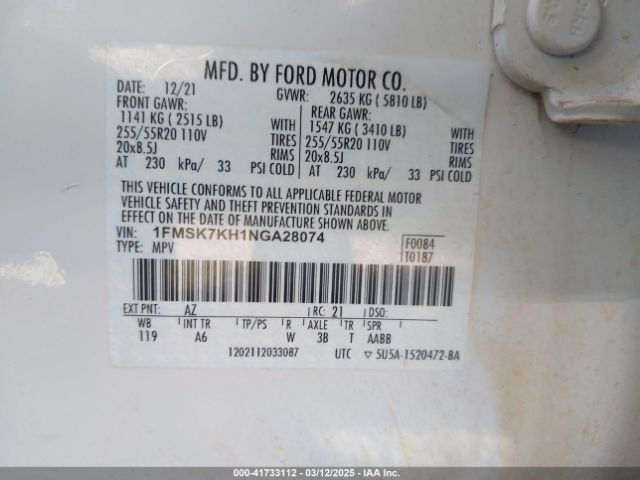 MFD. BY FORD MOTOR CO.
DATE: 12/21 GVWR: 2635 KG ( 5810 LB)
FRONT GAWR: REAR GAWR:
1141 KG ( 2515 LB) WITH 1547 KG ( 3410 LB) WITH
255/55R20 110V TIRES 255/55R20 110V TIRES
20x8.5J RIMS 20x8.5J RIMS
AT 230 kPa/ 33 PSI COLD AT 230 kPa/ 33 PSI COLD
THIS VEHICLE CONFORMS TO ALL APPLICABLE FEDERAL MOTOR
VEHICLE SAFETY AND THEFT PREVENTION STANDARDS IN
EFFECT ON THE DATE OF MANUFACTURE SHOWN ABOVE.
VIN: 1FMSK7KH1NGA28074 F0084
TYPE: MPV T0187
EXT PNT: AZ RC: 21 DSO:
WB INT TR TP/PS R AXLE TR SPR
119 A6 W 3B T AABB
1202112033087 UTC ▽ 5U5A-1520472-BA
000-41733112 - 03/12/2025 - IAA Inc.